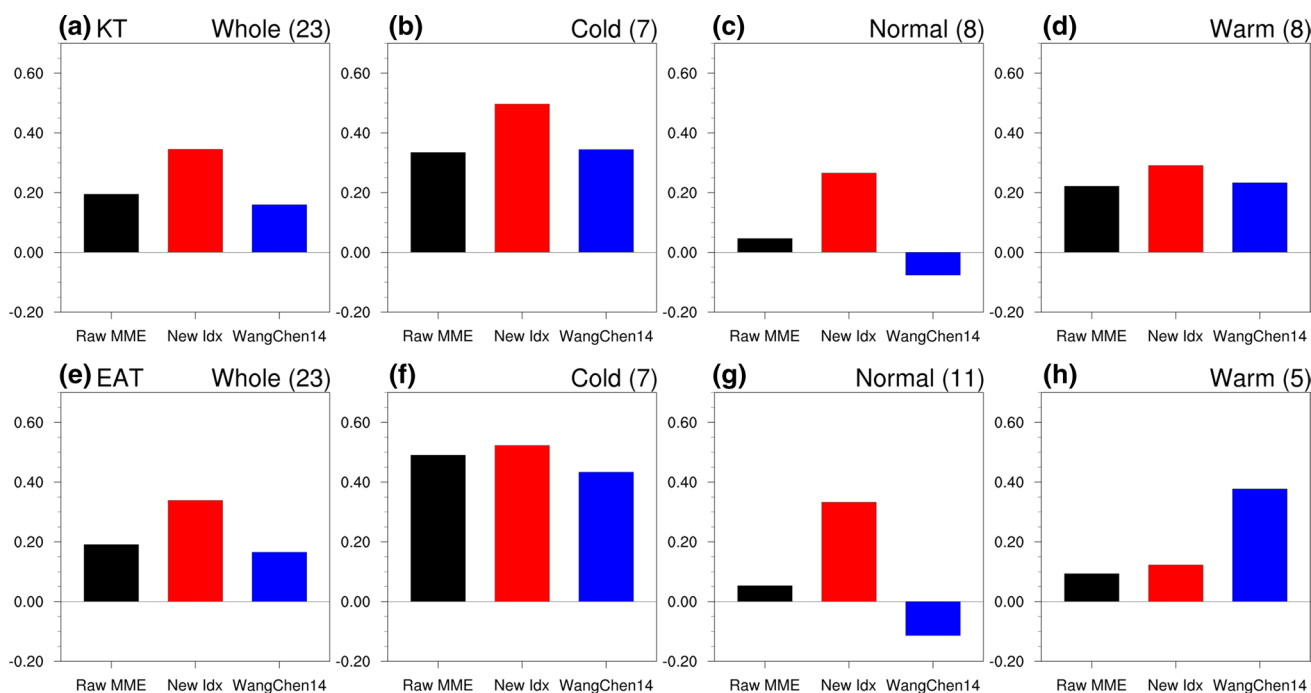 (a) KT Whole (23)
(b) Cold (7)
(c) Normal (8)
(d) Warm (8)
0.60 0.60 0.60 0.60
0.40 0.40 0.40 0.40
0.20 0.20 0.20 0.20
0.00 0.00 0.00 0.00
-0.20 -0.20 -0.20 -0.20
Raw MME New Idx WangChen14
Raw MME New Idx WangChen14
Raw MME New Idx WangChen14
Raw MME New Idx WangChen14
(e) EAT Whole (23)
(f) Cold (7)
(g) Normal (11)
(h) Warm (5)
0.60 0.60 0.60 0.60
0.40 0.40 0.40 0.40
0.20 0.20 0.20 0.20
0.00 0.00 0.00 0.00
-0.20 -0.20 -0.20 -0.20
Raw MME New Idx WangChen14
Raw MME New Idx WangChen14
Raw MME New Idx WangChen14
Raw MME New Idx WangChen14